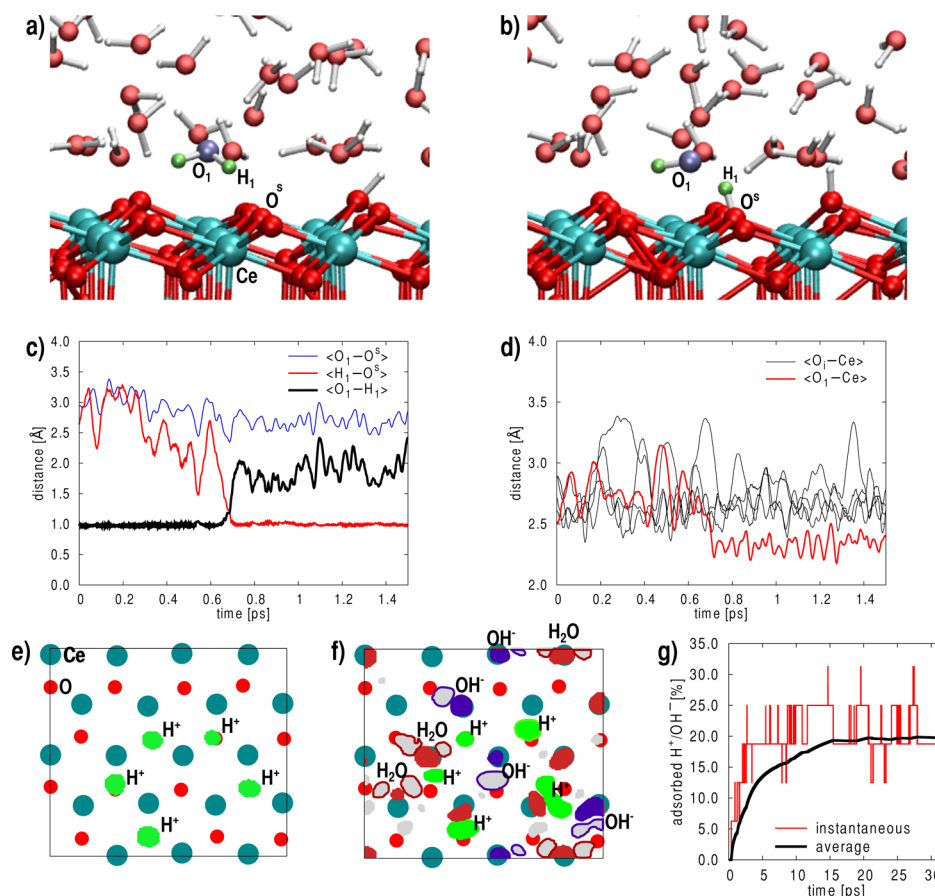 a)
b)
O1
H1
O^S
Ce
H1
O1
O^S
c)
d)
4.0
3.5
3.0
2.5
2.0
1.5
1.0
0.5
0.0
distance [Å]
<O1−O^S>
<H1−O^S>
<O1−H1>
0
0.2
0.4
0.6
0.8
1
1.2
1.4
time [ps]
4.0
3.5
3.0
2.5
2.0
distance [Å]
<Oi−Ce>
<O1−Ce>
0
0.2
0.4
0.6
0.8
1
1.2
1.4
time [ps]
e)
Ce
O
H+
H+
H+
H+
H+
f)
OH-
H2O
OH-
H+
H+
H2O
H2O
H+
OH-
H+
H+
OH-
g)
35.0
30.0
25.0
20.0
15.0
10.0
5.0
0.0
adsorbed H+/OH− [%]
instantaneous
average
0
5
10
15
20
25
30
time [ps]